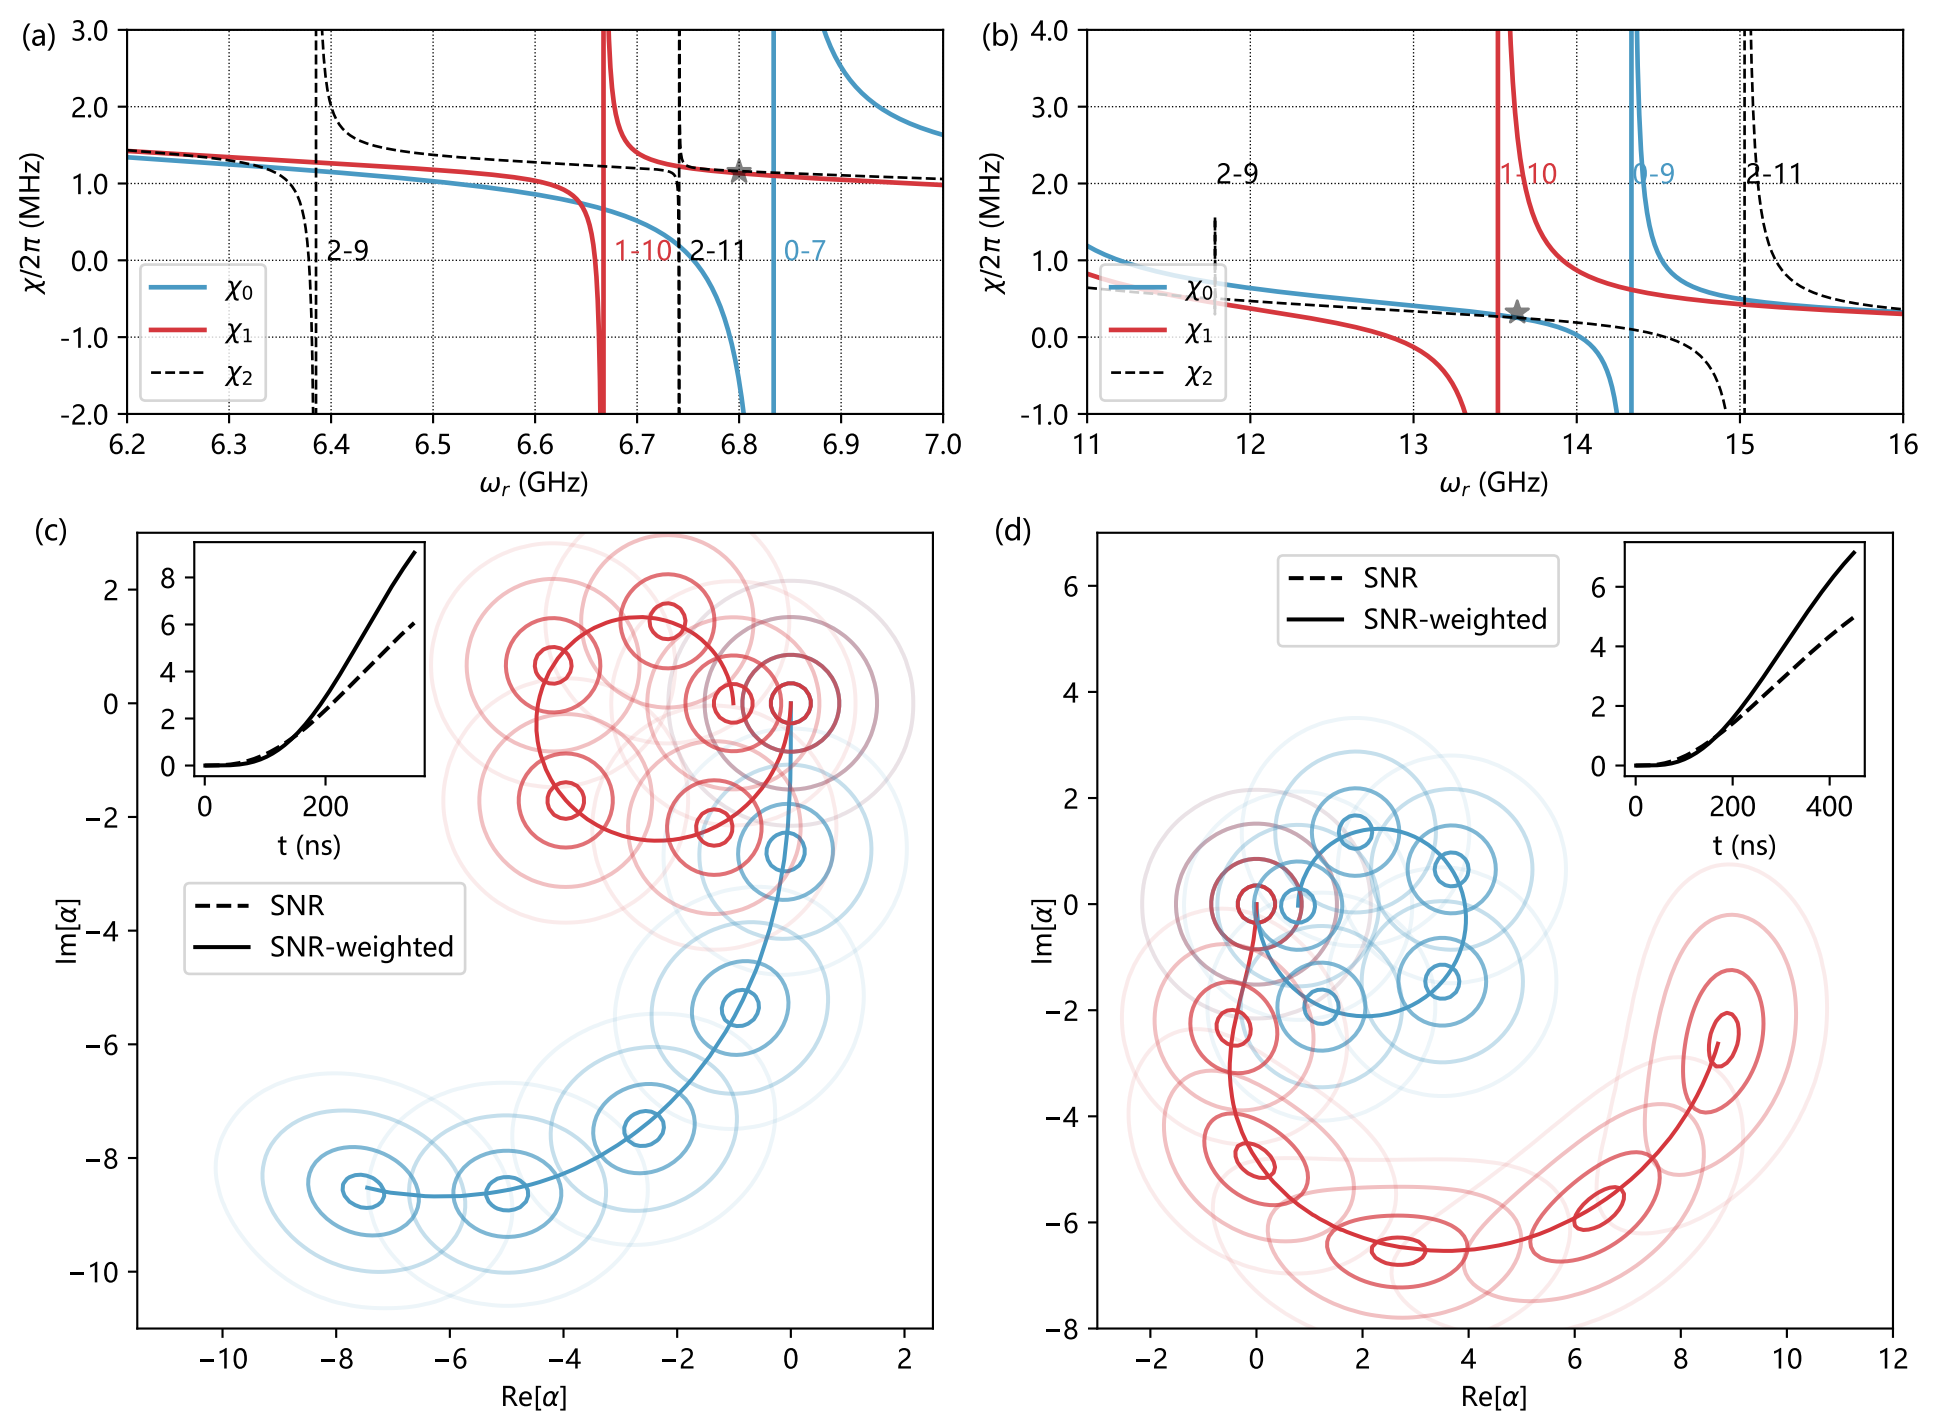 (a)
3.0
2.0
1.0
0.0
-1.0
-2.0
χ/2π (MHz)
2-9
1-10
2-11
0-7
χ0
χ1
χ2
6.2 6.3 6.4 6.5 6.6 6.7 6.8 6.9 7.0
ωr (GHz)
(b)
4.0
3.0
2.0
1.0
0.0
-1.0
χ/2π (MHz)
2-9
1-10
0-9
2-11
χ0
χ1
χ2
11 12 13 14 15 16
ωr (GHz)
(c)
8
6
4
2
0
0 200
t (ns)
SNR
SNR-weighted
2
0
−2
−4
−6
−8
−10
Im[α]
−10 −8 −6 −4 −2 0 2
Re[α]
(d)
SNR
SNR-weighted
6
4
2
0
0 200 400
t (ns)
6
4
2
0
−2
−4
−6
−8
Im[α]
−2 0 2 4 6 8 10 12
Re[α]